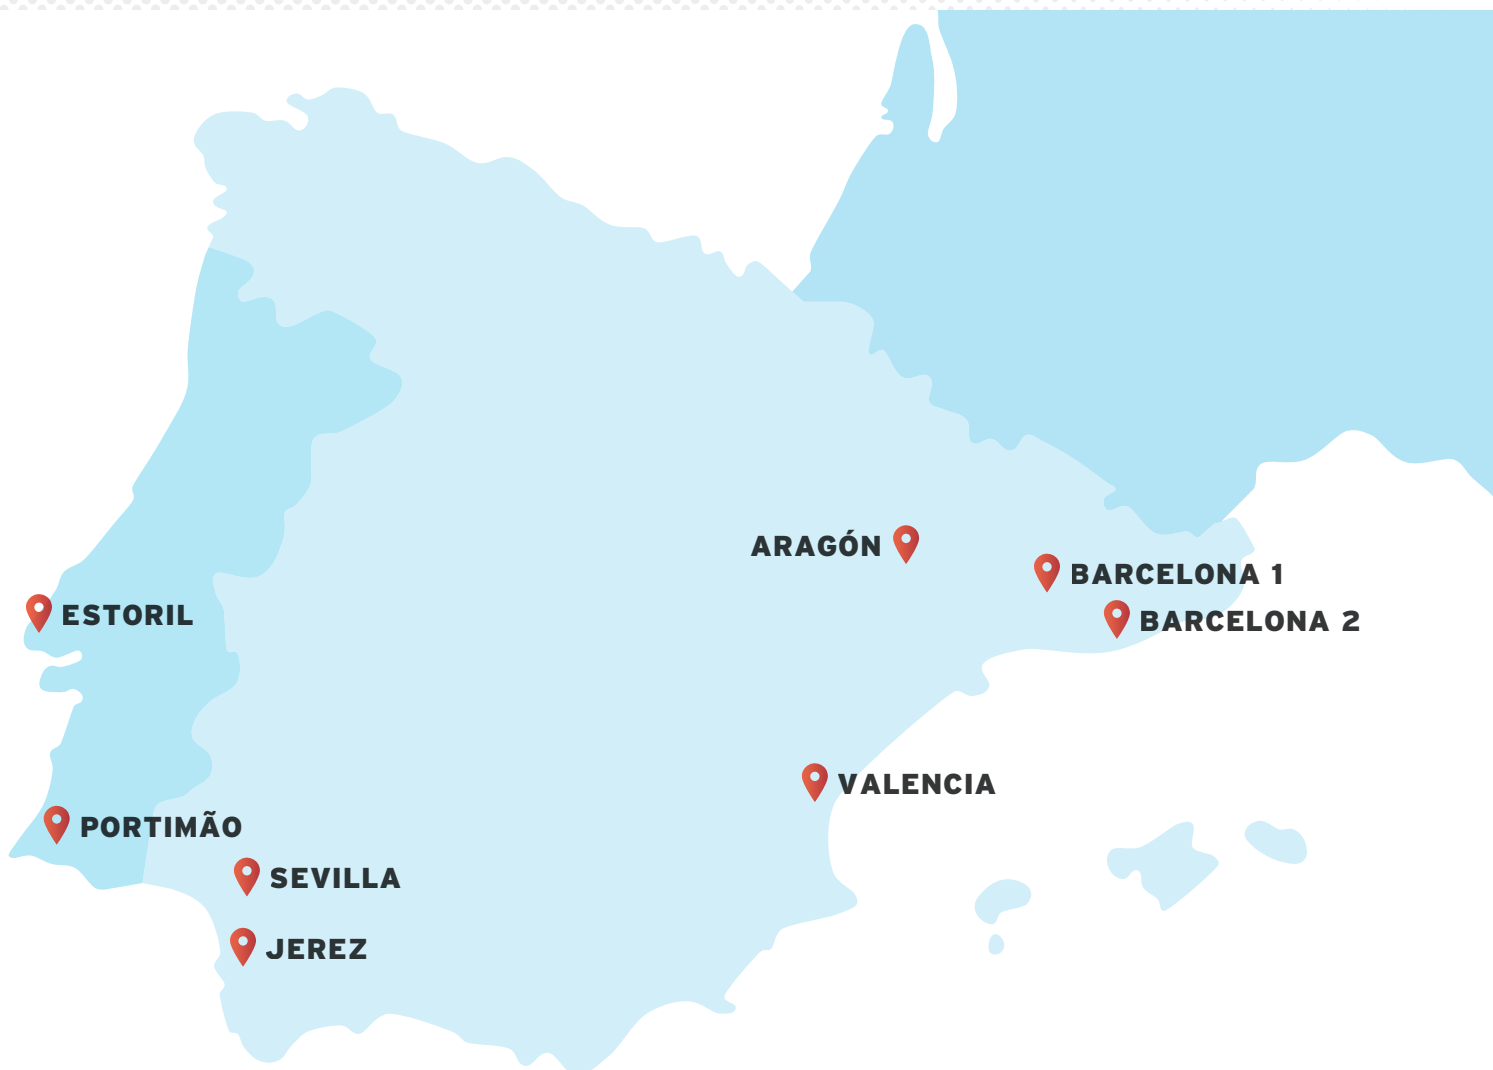 ARAGÓN
BARCELONA 1
ESTORIL
BARCELONA 2
VALENCIA
PORTIMÃO
SEVILLA
JEREZ